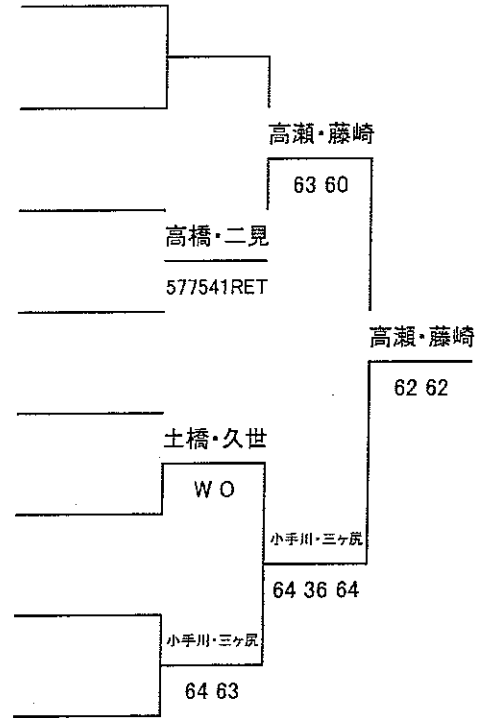 高瀬・藤崎
63 60
高橋・二見
577541RET
高瀬・藤崎
62 62
土橋・久世
W O
小手川・三ヶ尻
64 36 64
小手川・三ヶ尻
64 63